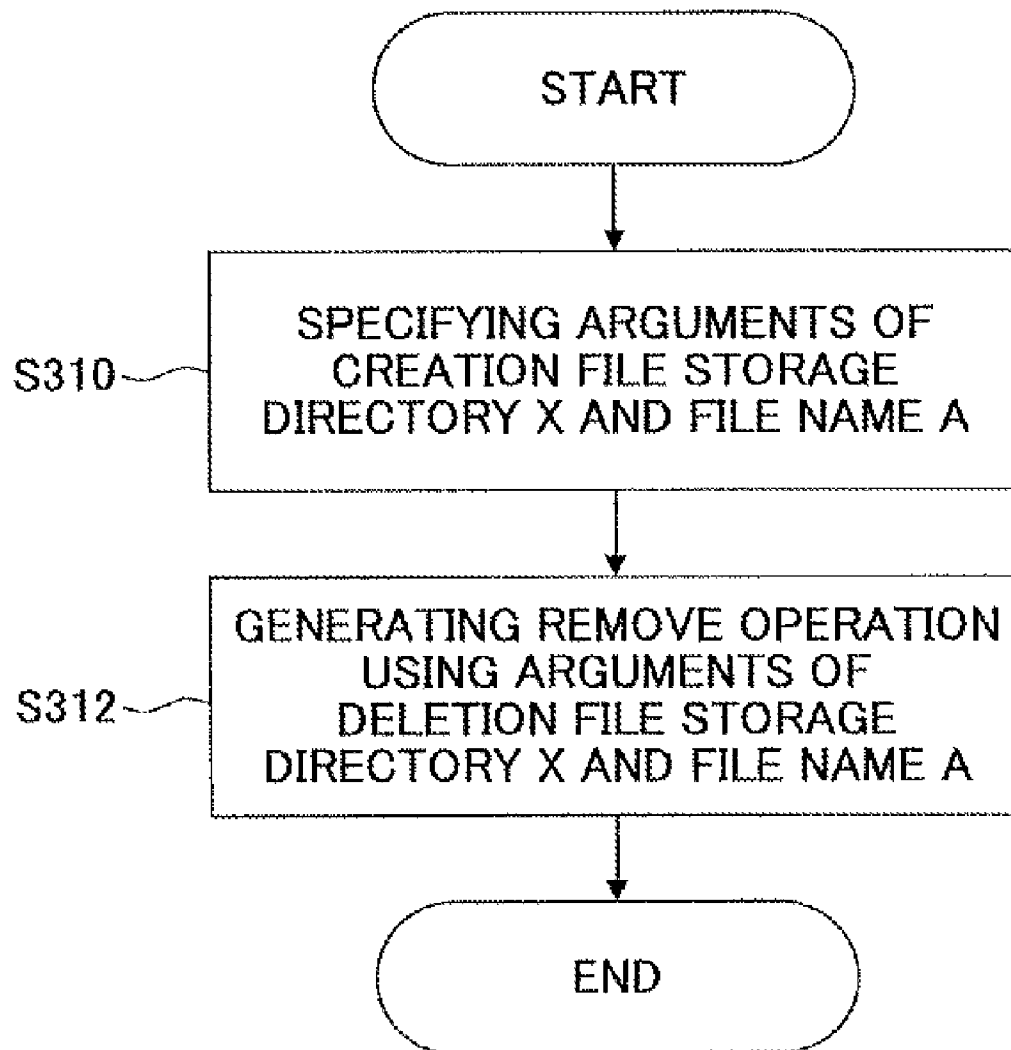 START
S310
SPECIFYING ARGUMENTS OF
CREATION FILE STORAGE
DIRECTORY X AND FILE NAME A
S312
GENERATING REMOVE OPERATION
USING ARGUMENTS OF
DELETION FILE STORAGE
DIRECTORY X AND FILE NAME A
END